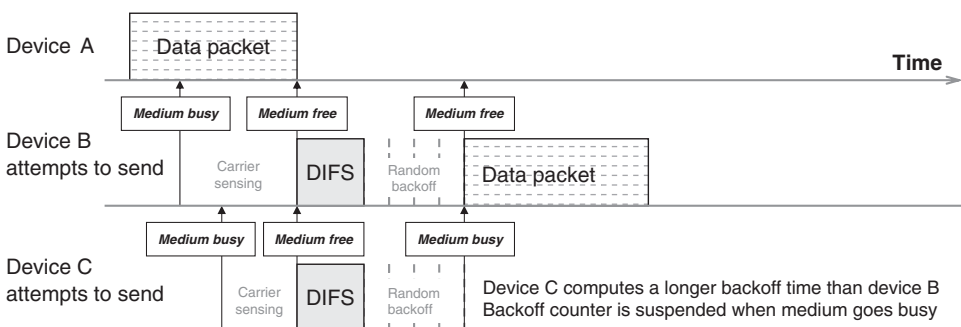 Device A
Data packet
Time
Medium busy
Medium free
Medium free
Device B
attempts to send
Carrier
sensing
DIFS
Random
backoff
Data packet
Medium busy
Medium free
Medium busy
Device C
attempts to send
Carrier
sensing
DIFS
Random
backoff
Device C computes a longer backoff time than device B
Backoff counter is suspended when medium goes busy